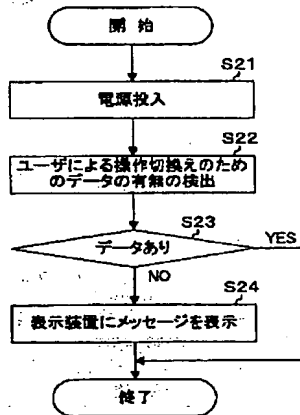 開 始
S21
電源投入
S22
ユーザによる操作切換えのため
のデータの有無の検出
S23
データあり
YES
NO
S24
表示装置にメッセージを表示
終了